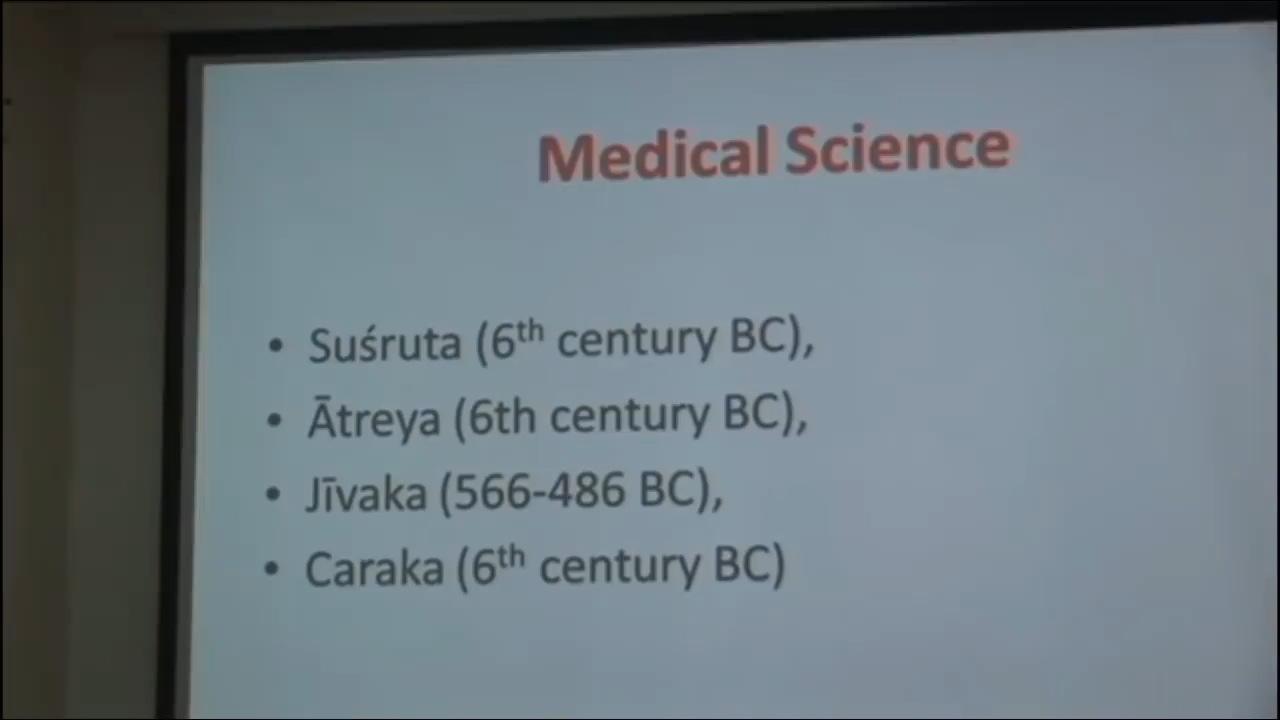 Medical Science
• Suśruta (6th century BC),
• Ātreya (6th century BC),
• Jīvaka (566-486 BC),
• Caraka (6th century BC)